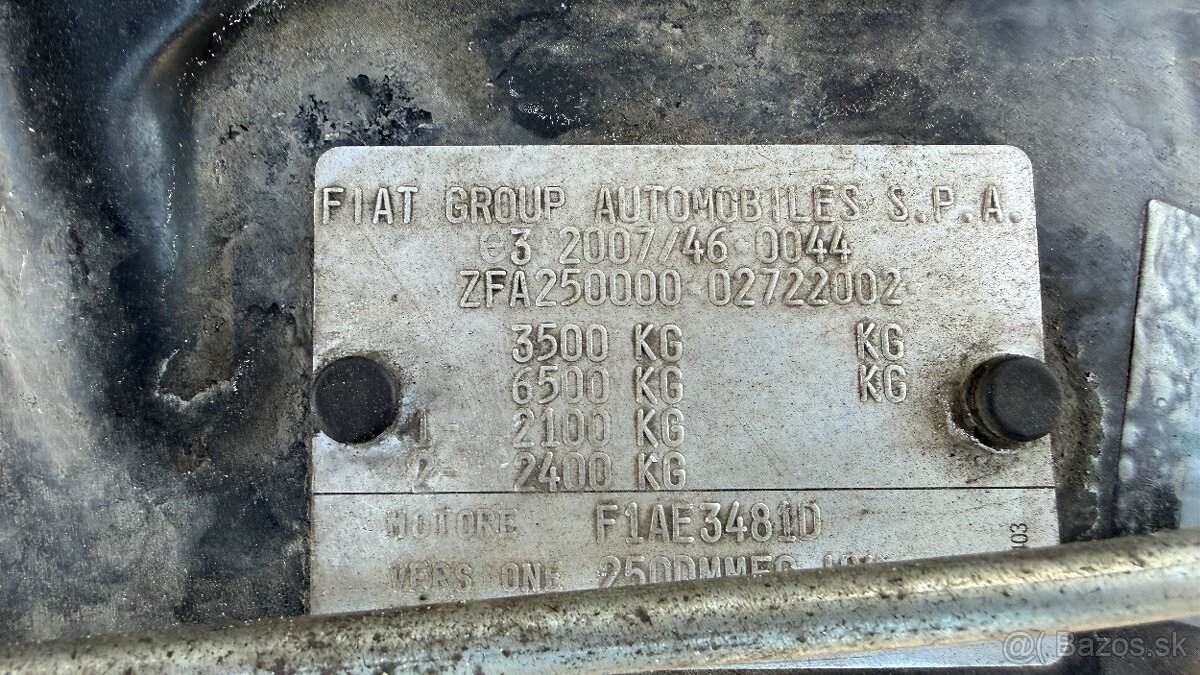 FIAT GROUP AUTOMOBILES S.P.A.
e3 2007/46 0044
ZFA250000 02722002
3500 KG KG
6500 KG KG
1- 2100 KG
2- 2400 KG
MOTORE F1AE3481D
VERSIONE
403
@( Bazos.sk